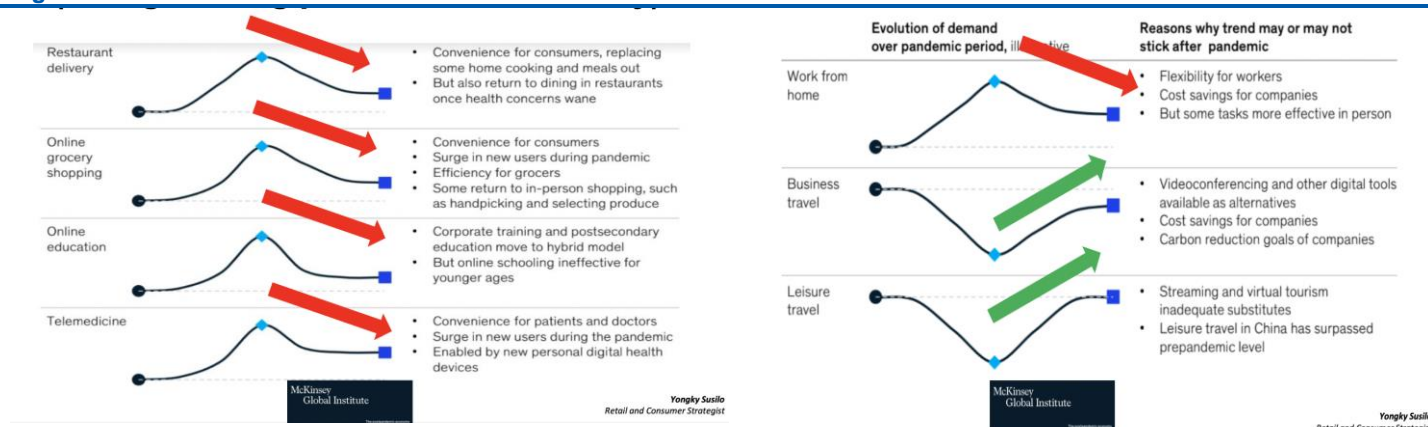 Restaurant
delivery
• Convenience for consumers, replacing
some home cooking and meals out
• But also return to dining in restaurants
once health concerns wane
Online
grocery
shopping
• Convenience for consumers
• Surge in new users during pandemic
• Efficiency for grocers
• Some return to in-person shopping, such
as handpicking and selecting produce
Online
education
• Corporate training and postsecondary
education move to hybrid model
• But online schooling ineffective for
younger ages
Telemedicine
• Convenience for patients and doctors
• Surge in new users during the pandemic
• Enabled by new personal digital health
devices
McKinsey
Global Institute
Yongky Susilo
Retail and Consumer Strategist
Evolution of demand
over pandemic period,
Reasons why trend may or may not
stick after pandemic
Work from
home
• Flexibility for workers
• Cost savings for companies
• But some tasks more effective in person
Business
travel
• Videoconferencing and other digital tools
available as alternatives
• Cost savings for companies
• Carbon reduction goals of companies
Leisure
travel
• Streaming and virtual tourism
inadequate substitutes
• Leisure travel in China has surpassed
prepandemic level
McKinsey
Global Institute
Yongky Susilo